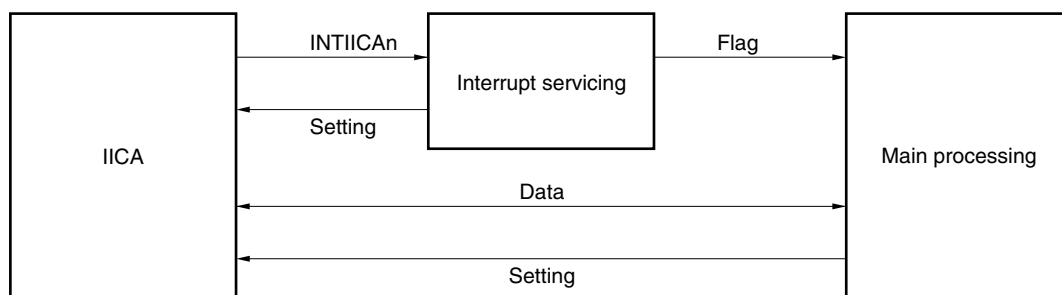 INTIICAn
Flag
Interrupt servicing
Setting
IICA
Main processing
Data
Setting